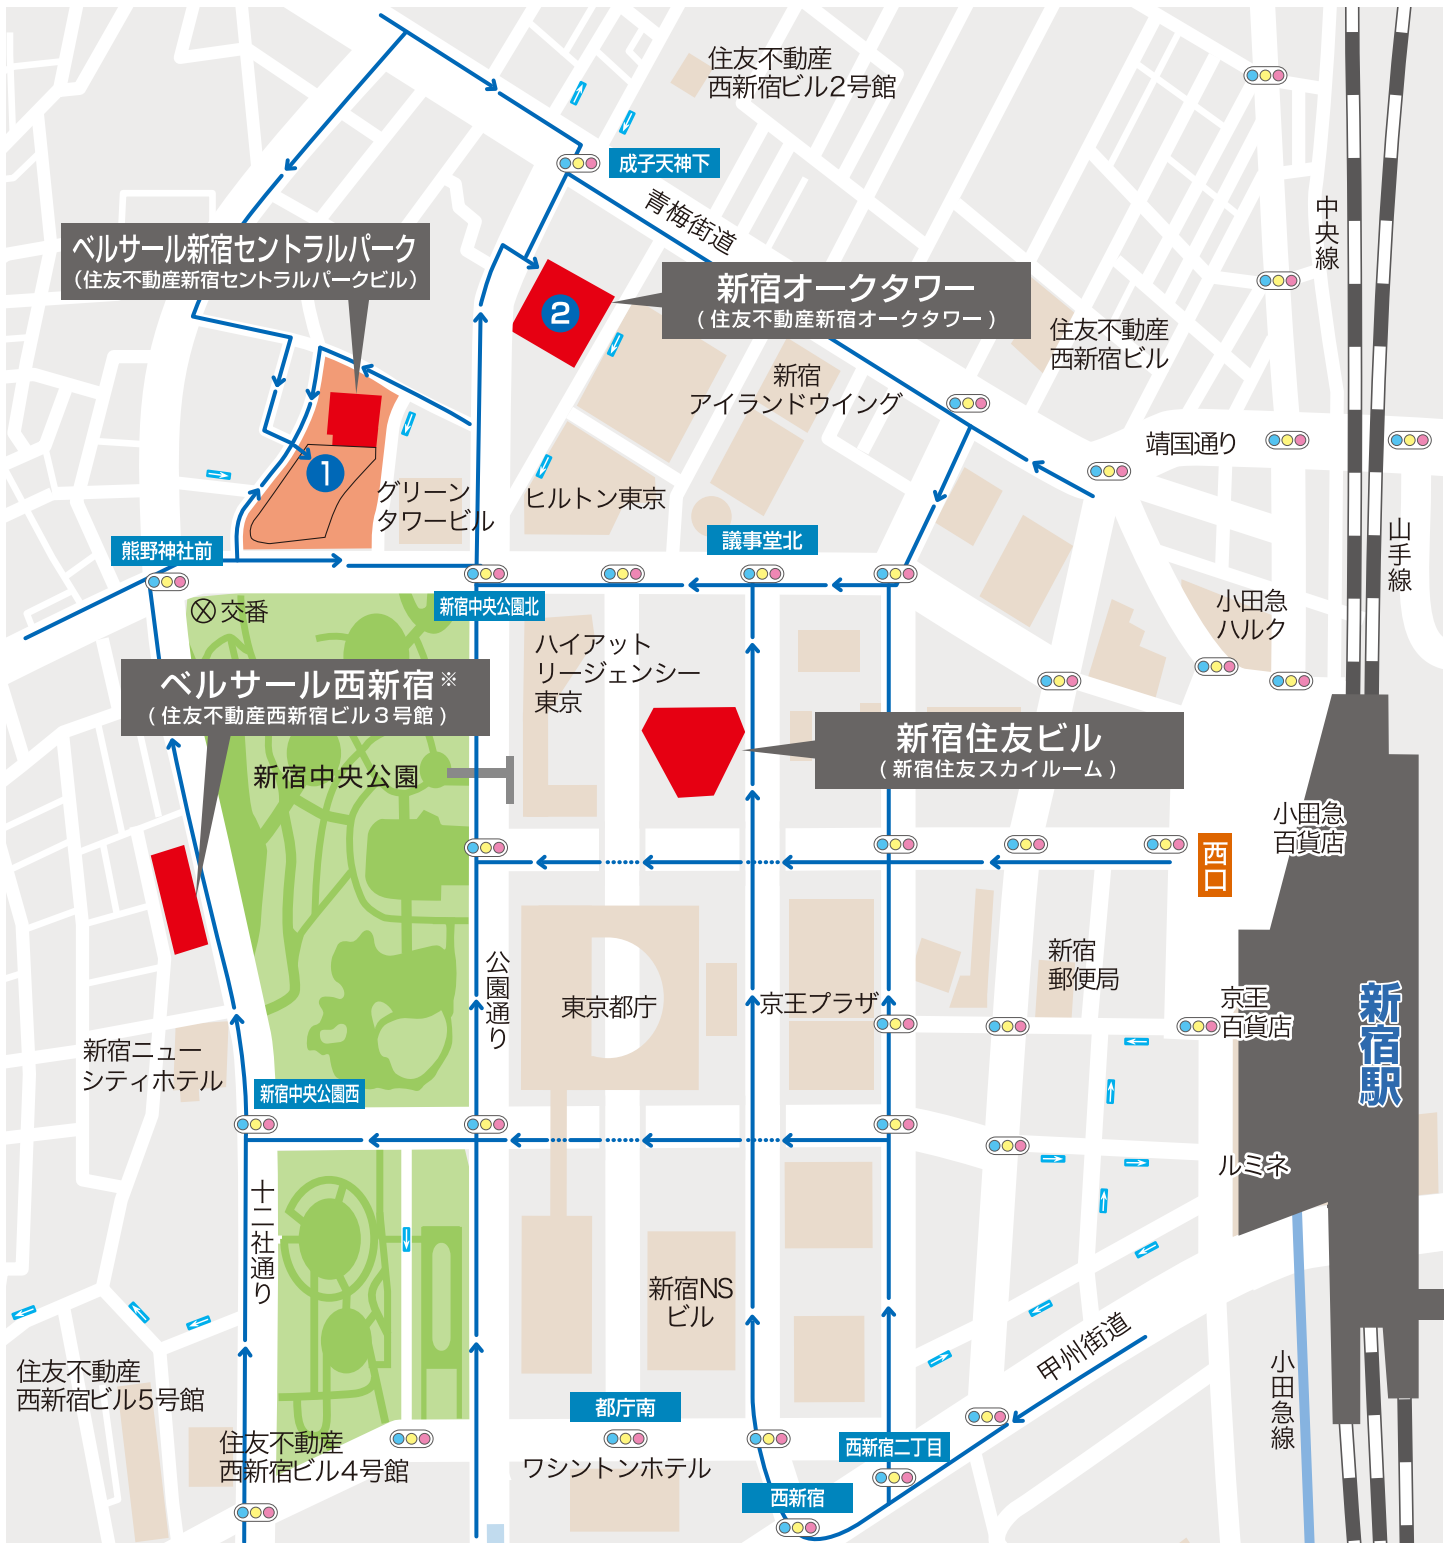 住友不動産
西新宿ビル2号館
成子天神下
青梅街道
中央線
ベルサール新宿セントラルパーク
（住友不動産新宿セントラルパークビル）
新宿オークタワー
（住友不動産新宿オークタワー）
2
住友不動産
西新宿ビル
新宿
アイランドウイング
靖国通り
1
グリーン
タワービル
ヒルトン東京
議事堂北
熊野神社前
山手線
交番
新宿中央公園北
小田急
ハルク
ハイアット
リージェンシー
東京
ベルサール西新宿※
（住友不動産西新宿ビル3号館）
新宿住友ビル
（新宿住友スカイルーム）
新宿中央公園
小田急
百貨店
西口
公園通り
東京都庁
京王プラザ
新宿
郵便局
京王
百貨店
新宿駅
新宿ニュー
シティホテル
新宿中央公園西
ルミネ
十二社通り
新宿NS
ビル
甲州街道
小田急線
住友不動産
西新宿ビル5号館
都庁南
住友不動産
西新宿ビル4号館
ワシントンホテル
西新宿二丁目
西新宿